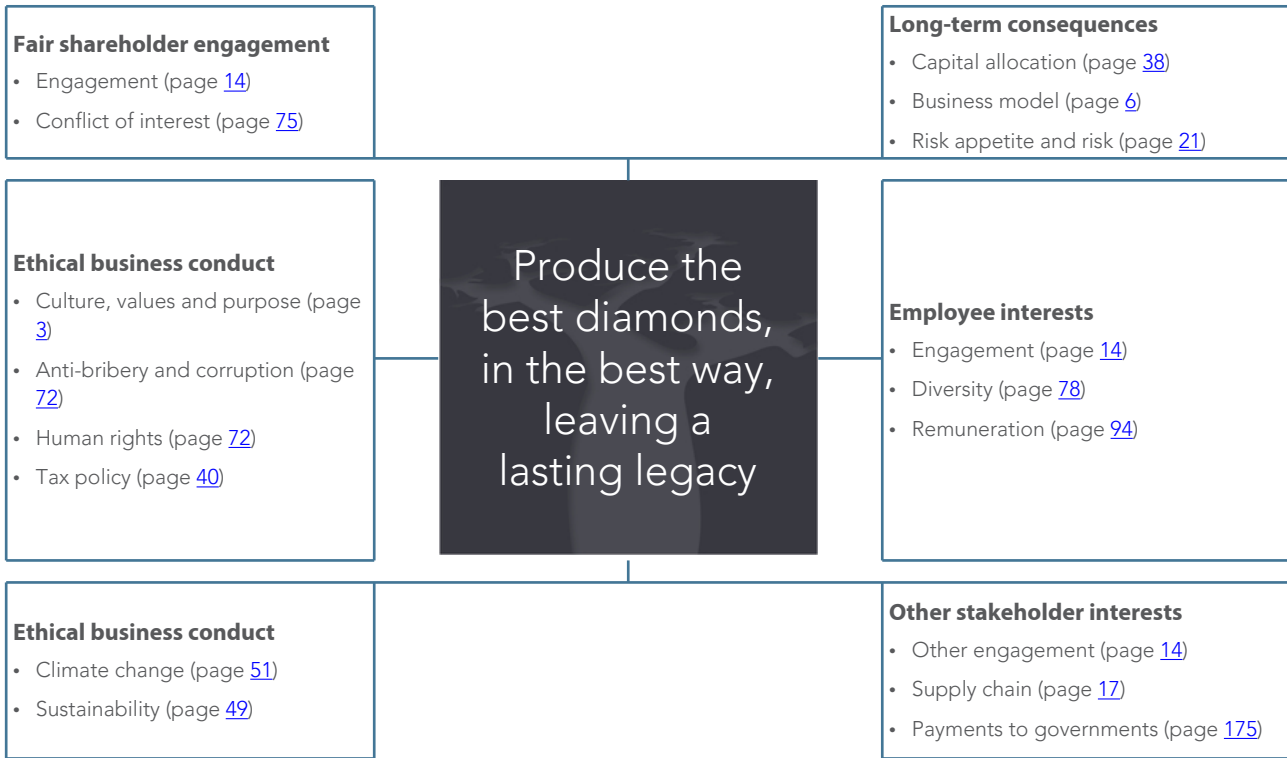 Fair shareholder engagement
• Engagement (page 14)
• Conflict of interest (page 75)
Long-term consequences
• Capital allocation (page 38)
• Business model (page 6)
• Risk appetite and risk (page 21)
Ethical business conduct
• Culture, values and purpose (page
3)
• Anti-bribery and corruption (page
72)
• Human rights (page 72)
• Tax policy (page 40)
Produce the
best diamonds,
in the best way,
leaving a
lasting legacy
Employee interests
• Engagement (page 14)
• Diversity (page 78)
• Remuneration (page 94)
Ethical business conduct
• Climate change (page 51)
• Sustainability (page 49)
Other stakeholder interests
• Other engagement (page 14)
• Supply chain (page 17)
• Payments to governments (page 175)